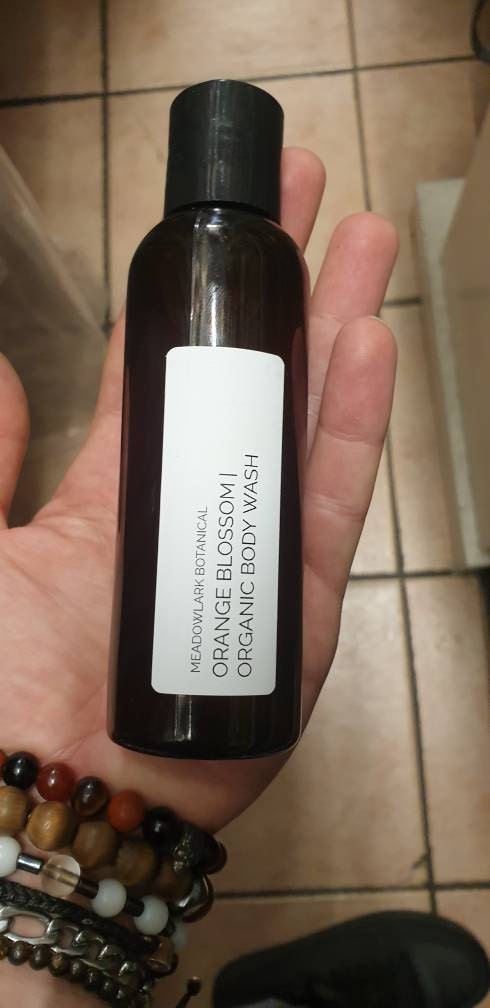 MEADOWLARK BOTANICAL
ORANGE BLOSSOM |
ORGANIC BODY WASH